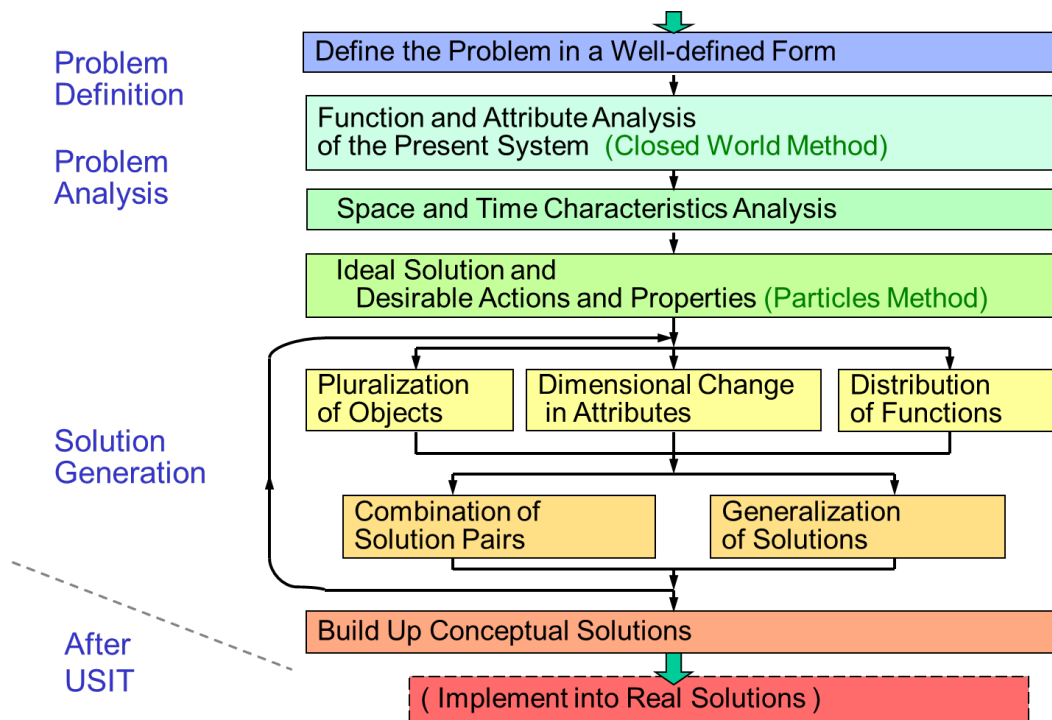 Problem
Definition
Define the Problem in a Well-defined Form
Problem
Analysis
Function and Attribute Analysis
of the Present System (Closed World Method)
Space and Time Characteristics Analysis
Ideal Solution and
Desirable Actions and Properties (Particles Method)
Solution
Generation
Pluralization
of Objects
Dimensional Change
in Attributes
Distribution
of Functions
Combination of
Solution Pairs
Generalization
of Solutions
After
USIT
Build Up Conceptual Solutions
( Implement into Real Solutions )